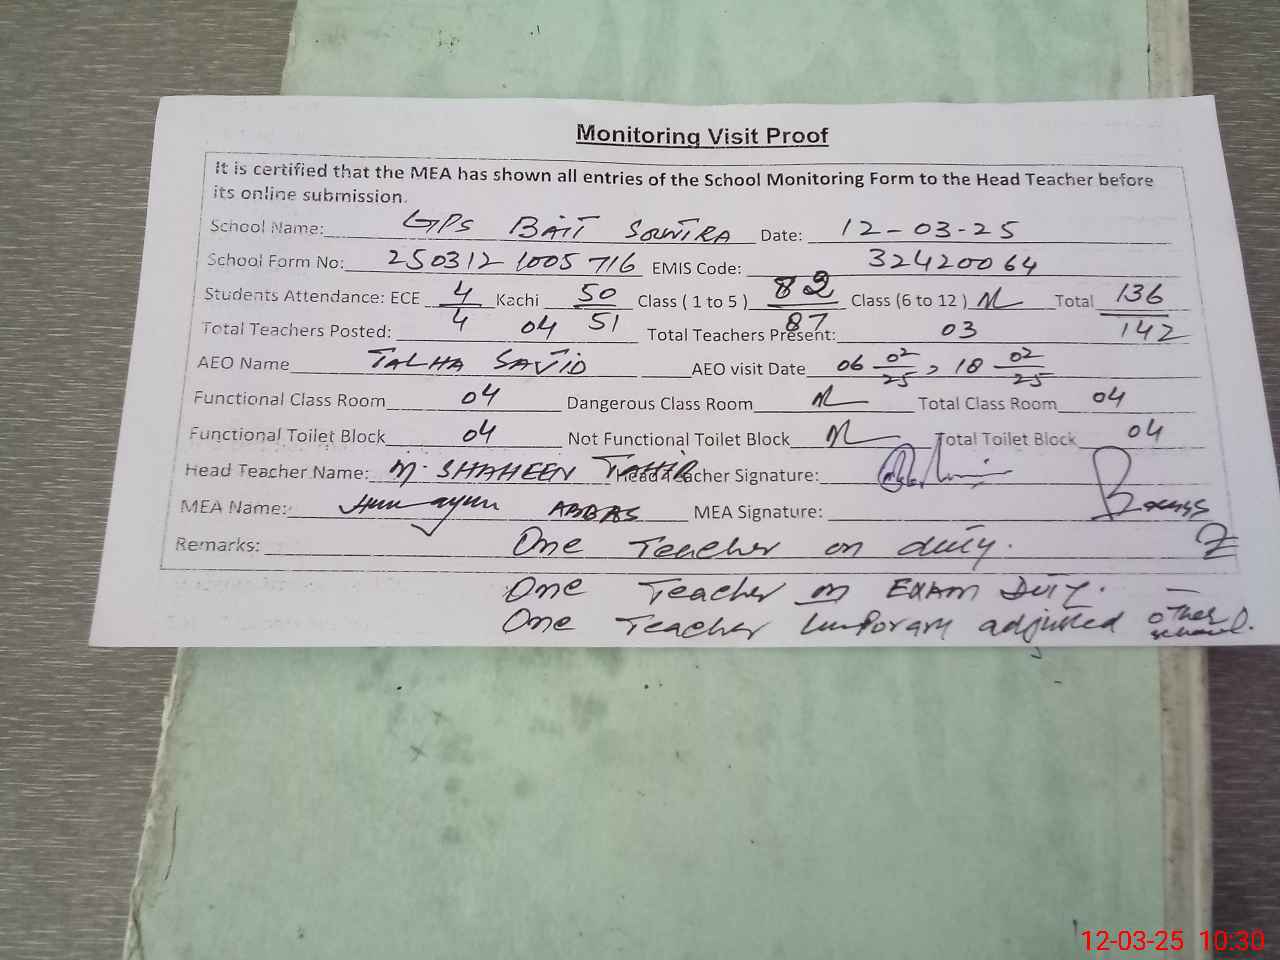 Monitoring Visit Proof
It is certified that the MEA has shown all entries of the School Monitoring Form to the Head Teacher before
its online submission.
School Name: GPS BAIT SOWTRA Date: 12-03-25
School Form No: 250312 1005 716 EMIS Code: 32420064
Students Attendance: ECE 4/4 Kachi 50/51 Class ( 1 to 5 ) 82/87 Class (6 to 12 ) Total 136/142
Total Teachers Posted: 04 Total Teachers Present: 03
AEO Name TALHA SAJID AEO visit Date 06 02/25, 18 02/25
Functional Class Room 04 Dangerous Class Room Total Class Room 04
Functional Toilet Block 04 Not Functional Toilet Block Total Toilet Block 04
Head Teacher Name: M. SHAHEEN TAHIR Head Teacher Signature:
MEA Name: Humayun ABBAS MEA Signature:
Remarks: One Teacher on duty.
One Teacher on Exam Duty.
One Teacher temporary adjusted other school.
12-03-25 10:30